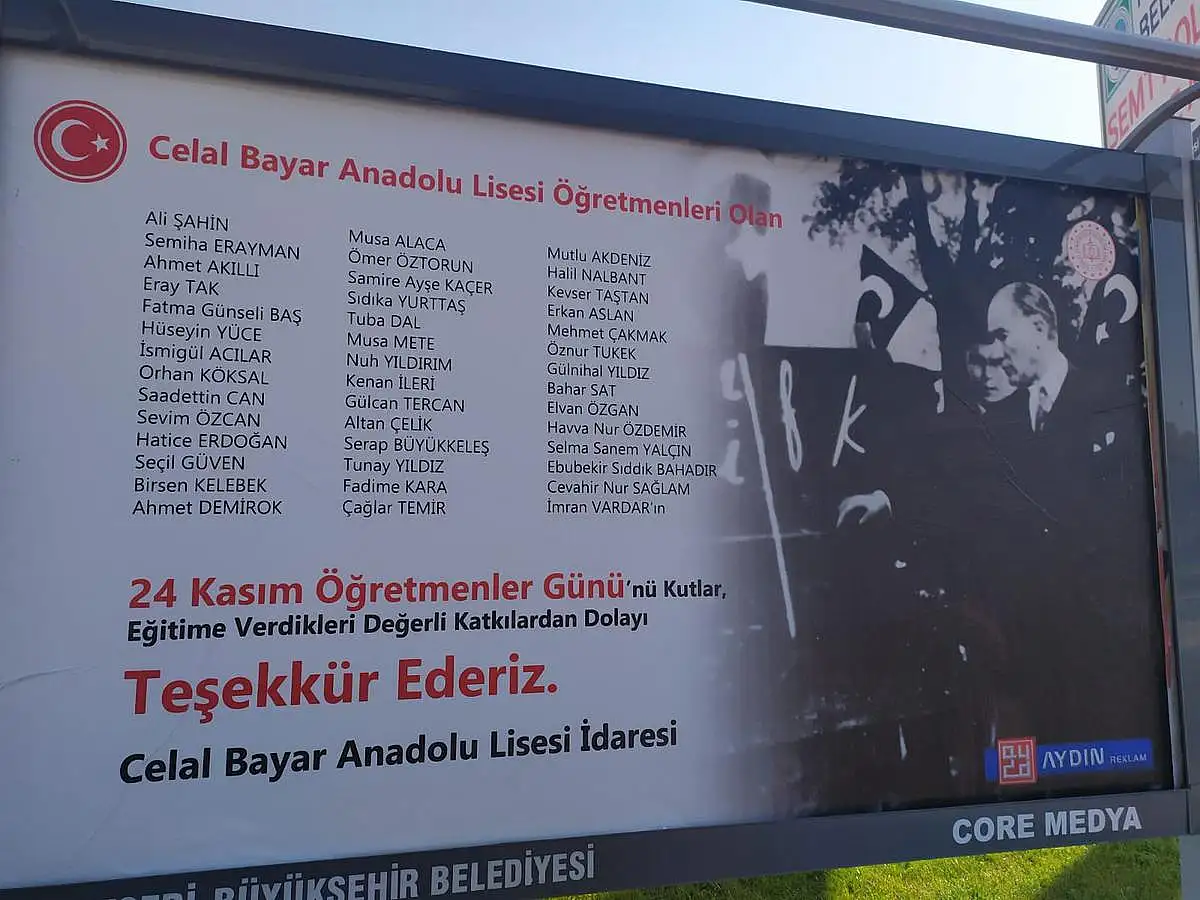 Celal Bayar Anadolu Lisesi Öğretmenleri Olan
Ali ŞAHİN
Semiha ERAYMAN
Ahmet AKILLI
Eray TAK
Fatma Günseli BAŞ
Hüseyin YÜCE
İsmigül ACILAR
Orhan KÖKSAL
Saadettin CAN
Sevim ÖZCAN
Hatice ERDOĞAN
Seçil GÜVEN
Birsen KELEBEK
Ahmet DEMİROK
Musa ALACA
Ömer ÖZTORUN
Samire Ayşe KAÇER
Sıdıka YURTTAŞ
Tuba DAL
Musa METE
Nuh YILDIRIM
Kenan İLERİ
Gülcan TERCAN
Altan ÇELİK
Serap BÜYÜKKELEŞ
Tunay YILDIZ
Fadime KARA
Çağlar TEMİR
Mutlu AKDENİZ
Halil NALBANT
Kevser TAŞTAN
Erkan ASLAN
Mehmet ÇAKMAK
Öznur TUKEK
Gülnihal YILDIZ
Bahar SAT
Elvan ÖZGAN
Havva Nur ÖZDEMİR
Selma Sanem YALÇIN
Ebubekir Sıddık BAHADIR
Cevahir Nur SAĞLAM
İmran VARDAR'ın
24 Kasım Öğretmenler Günü'nü Kutlar,
Eğitime Verdikleri Değerli Katkılardan Dolayı
Teşekkür Ederiz.
Celal Bayar Anadolu Lisesi İdaresi
AYDIN REKLAM
CORE MEDYA
BÜYÜKŞEHİR BELEDİYESİ